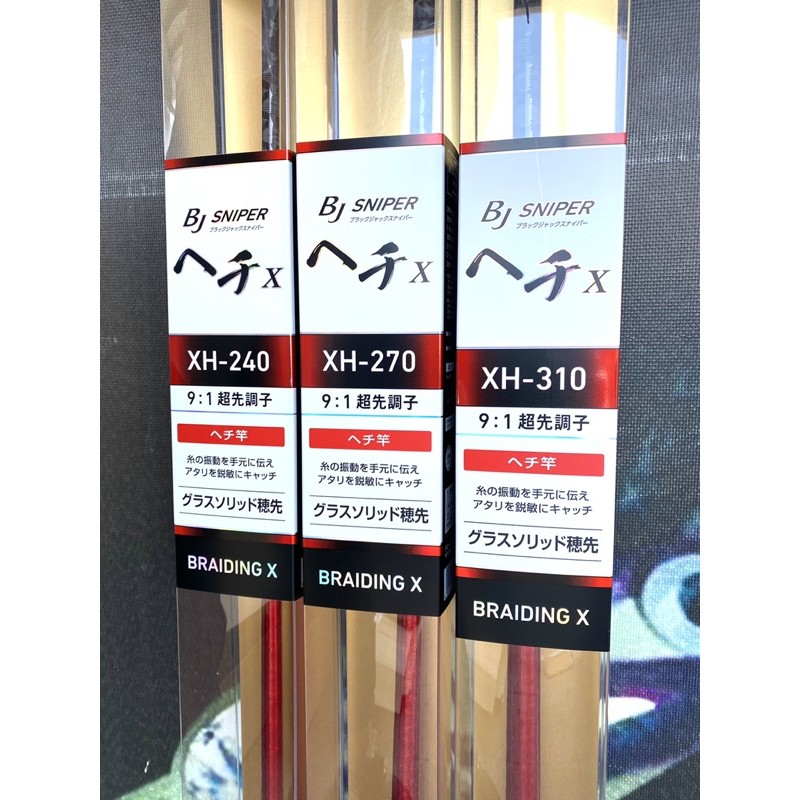 BJ SNIPER
ブラックジャックスナイパー
ヘチX
XH-240
9:1 超先調子
ヘチ竿
糸の振動を手元に伝え
アタリを鋭敏にキャッチ
グラスソリッド穂先
BRAIDING X
BJ SNIPER
ブラックジャックスナイパー
ヘチX
XH-270
9:1 超先調子
ヘチ竿
糸の振動を手元に伝え
アタリを鋭敏にキャッチ
グラスソリッド穂先
BRAIDING X
BJ SNIPER
ブラックジャックスナイパー
ヘチX
XH-310
9:1 超先調子
ヘチ竿
糸の振動を手元に伝え
アタリを鋭敏にキャッチ
グラスソリッド穂先
BRAIDING X